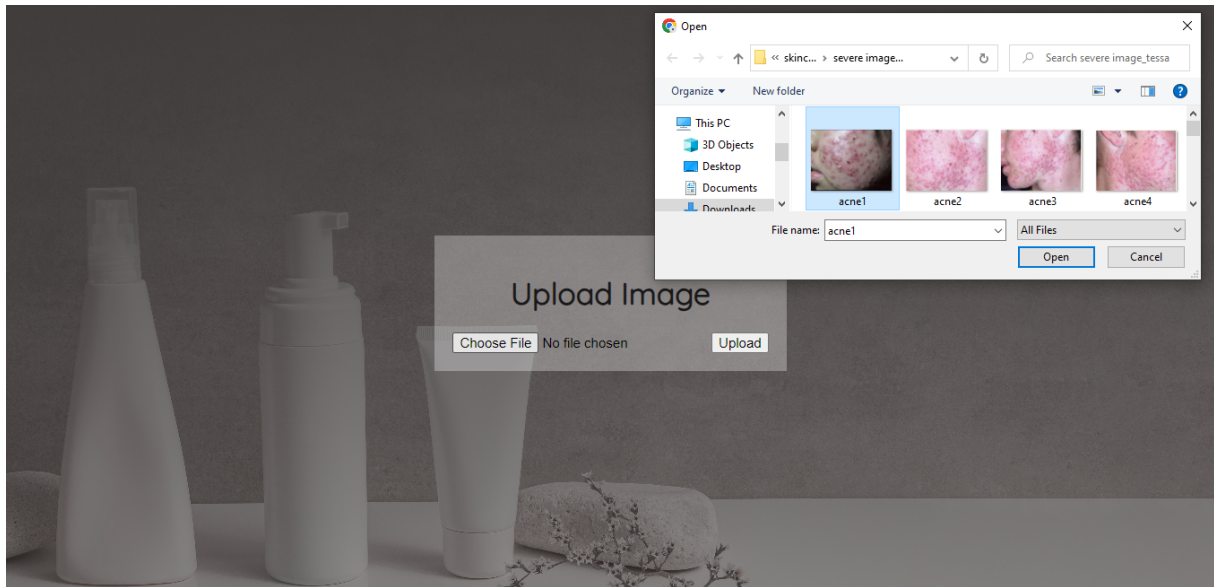 Open
« skinc... › severe image...
Search severe image_tessa
Organize
New folder
This PC
3D Objects
Desktop
Documents
Downloads
acne1
acne2
acne3
acne4
File name: acne1
All Files
Open
Cancel
Upload Image
Choose File No file chosen
Upload